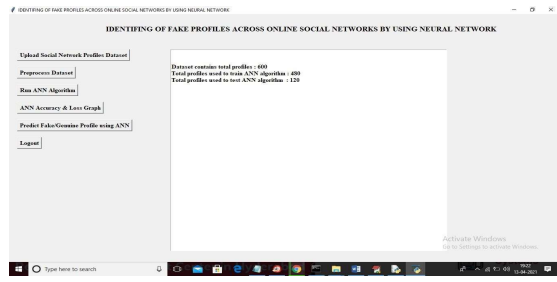 IDENTIFING OF FAKE PROFILES ACROSS ONLINE SOCIAL NETWORKS BY USING NEURAL NETWORK
IDENTIFING OF FAKE PROFILES ACROSS ONLINE SOCIAL NETWORKS BY USING NEURAL NETWORK
Upload Social Network Profiles Dataset
Preprocess Dataset
Run ANN Algorithm
ANN Accuracy & Loss Graph
Predict Fake/Genuine Profile using ANN
Logout
Dataset contains total profiles : 600
Total profiles used to train ANN algorithm : 480
Total profiles used to test ANN algorithm : 120
Activate Windows
Go to Settings to activate Windows.
Type here to search
19:22
13-04-2021